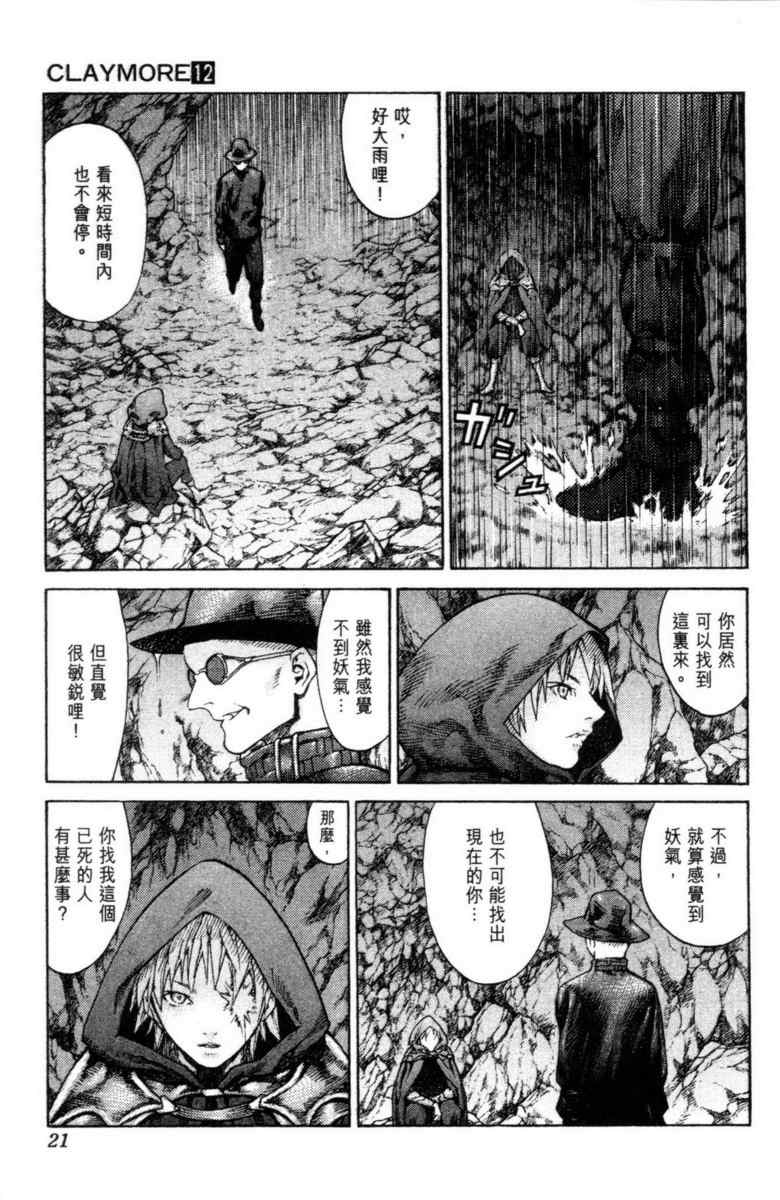 CLAYMORE 12
ガシュ
哎，
好大雨哩！
看來短時間內
也不會停。
你居然
可以找到
這裏來。
雖然我感覺
不到妖氣…
但直覺
很敏銳哩！
不過，
就算感覺到
妖氣，
也不可能找出
現在的你…
那麼，
你找我這個
已死的人
有甚麼事？
21